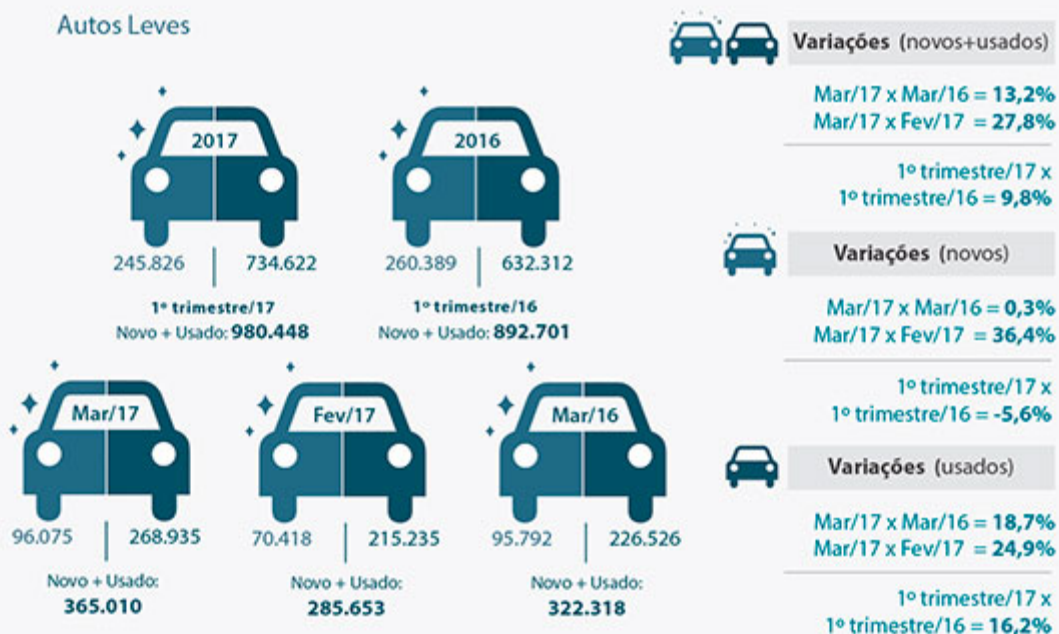 Autos Leves
2017
245.826 734.622
1º trimestre/17
Novo + Usado: 980.448
2016
260.389 632.312
1º trimestre/16
Novo + Usado: 892.701
Mar/17
96.075 268.935
Novo + Usado:
365.010
Fev/17
70.418 215.235
Novo + Usado:
285.653
Mar/16
95.792 226.526
Novo + Usado:
322.318
Variações (novos+usados)
Mar/17 x Mar/16 = 13,2%
Mar/17 x Fev/17 = 27,8%
1º trimestre/17 x
1º trimestre/16 = 9,8%
Variações (novos)
Mar/17 x Mar/16 = 0,3%
Mar/17 x Fev/17 = 36,4%
1º trimestre/17 x
1º trimestre/16 = -5,6%
Variações (usados)
Mar/17 x Mar/16 = 18,7%
Mar/17 x Fev/17 = 24,9%
1º trimestre/17 x
1º trimestre/16 = 16,2%